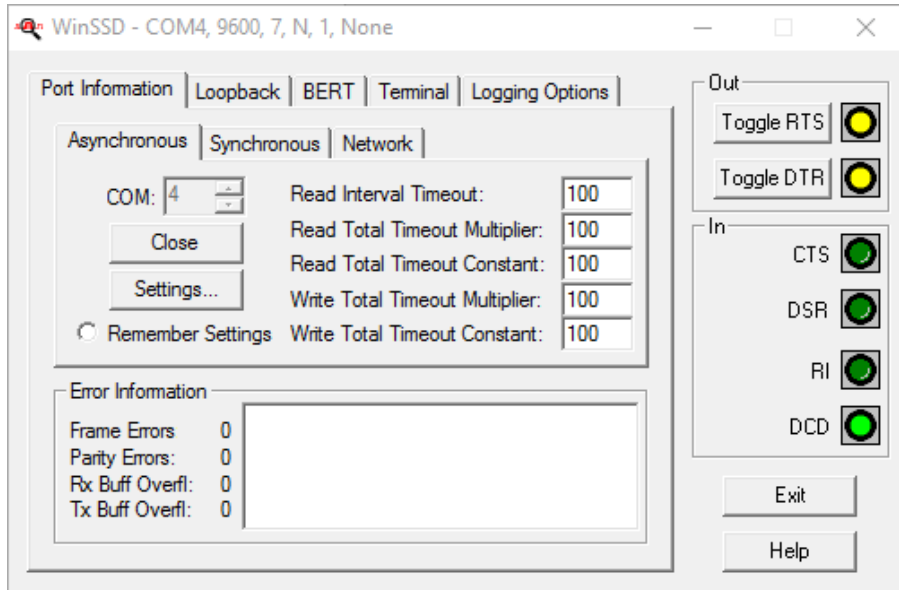 WinSSD - COM4, 9600, 7, N, 1, None
Port Information Loopback BERT Terminal Logging Options
Asynchronous Synchronous Network
COM: 4
Close
Settings...
Remember Settings
Read Interval Timeout: 100
Read Total Timeout Multiplier: 100
Read Total Timeout Constant: 100
Write Total Timeout Multiplier: 100
Write Total Timeout Constant: 100
Error Information
Frame Errors 0
Parity Errors: 0
Rx Buff Overfl: 0
Tx Buff Overfl: 0
Out
Toggle RTS
Toggle DTR
In
CTS
DSR
RI
DCD
Exit
Help